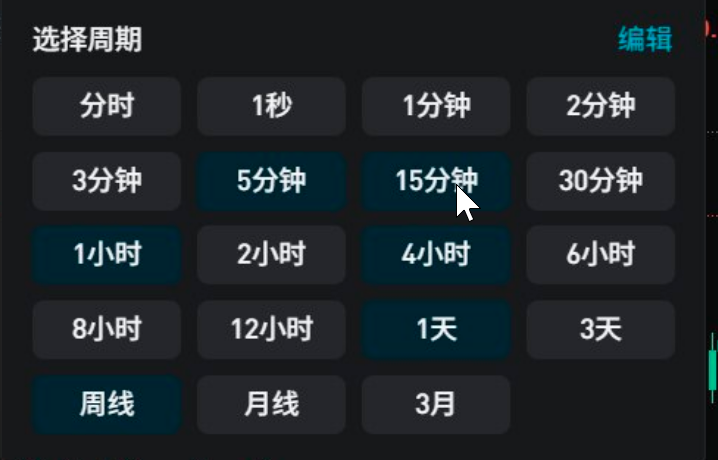 选择周期 编辑
分时 1秒 1分钟 2分钟
3分钟 5分钟 15分钟 30分钟
1小时 2小时 4小时 6小时
8小时 12小时 1天 3天
周线 月线 3月